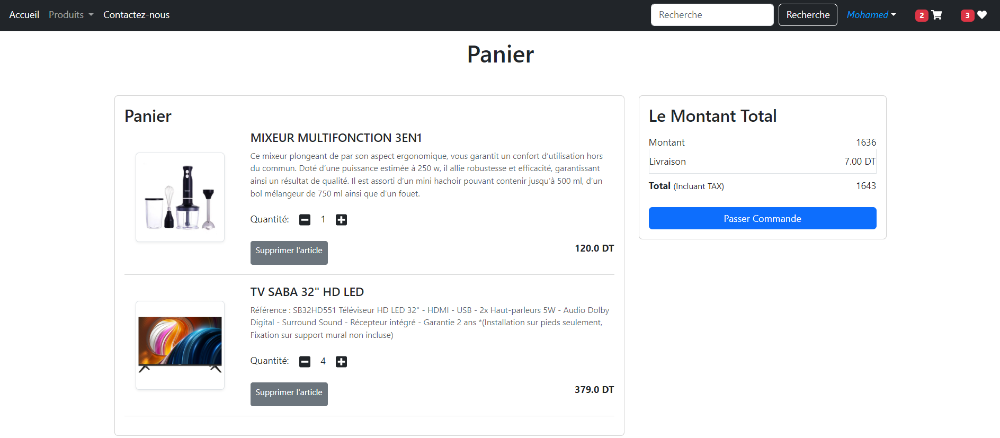 Accueil Produits Contactez-nous Recherche Recherche Mohamed 2 3
Panier
Panier
MIXEUR MULTIFONCTION 3EN1
Ce mixeur plongeant de par son aspect ergonomique, vous garantit un confort d'utilisation hors
du commun. Doté d'une puissance estimée à 250 w, il allie robustesse et efficacité, garantissant
ainsi un résultat de qualité. Il est assorti d'un mini hachoir pouvant contenir jusqu'à 500 ml, d'un
bol mélangeur de 750 ml ainsi que d'un fouet.
Quantité: 1
Supprimer l'article 120.0 DT
TV SABA 32" HD LED
Référence : SB32HD551 Téléviseur HD LED 32" - HDMI - USB - 2x Haut-parleurs 5W - Audio Dolby
Digital - Surround Sound - Récepteur intégré - Garantie 2 ans *(Installation sur pieds seulement,
Fixation sur support mural non incluse)
Quantité: 4
Supprimer l'article 379.0 DT
Le Montant Total
Montant 1636
Livraison 7.00 DT
Total (Incluant TAX) 1643
Passer Commande